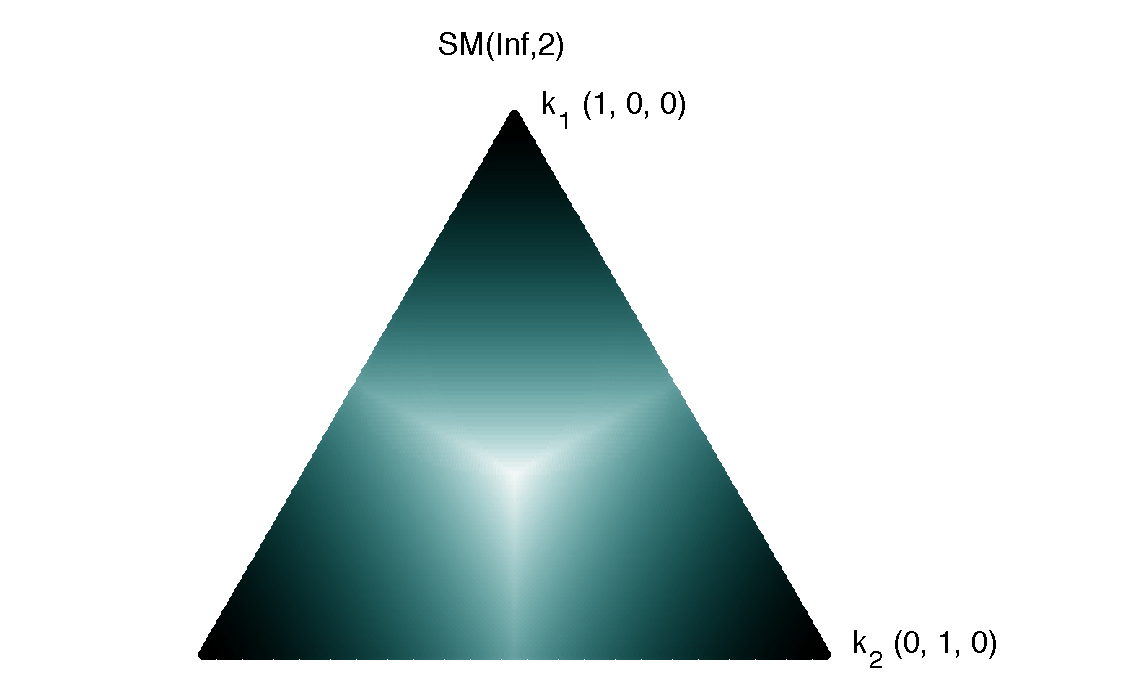 SM(Inf,2)
k₁ (1, 0, 0)
k₂ (0, 1, 0)